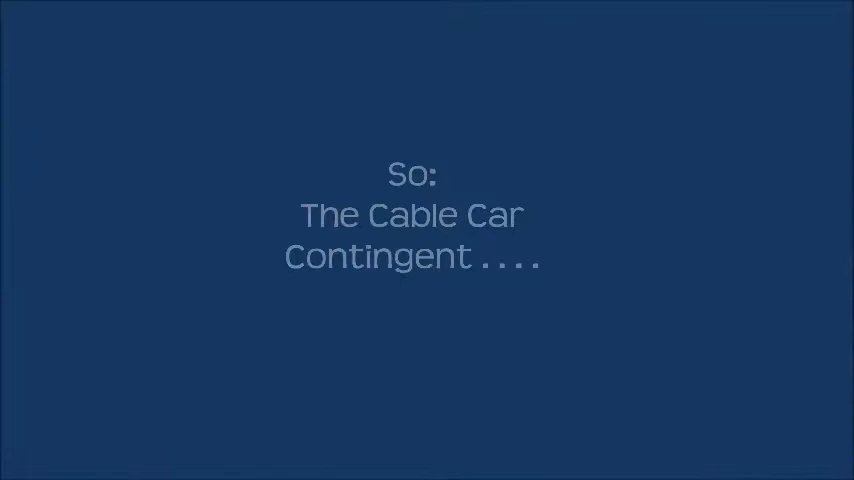 So:
The Cable Car
Contingent . . . .